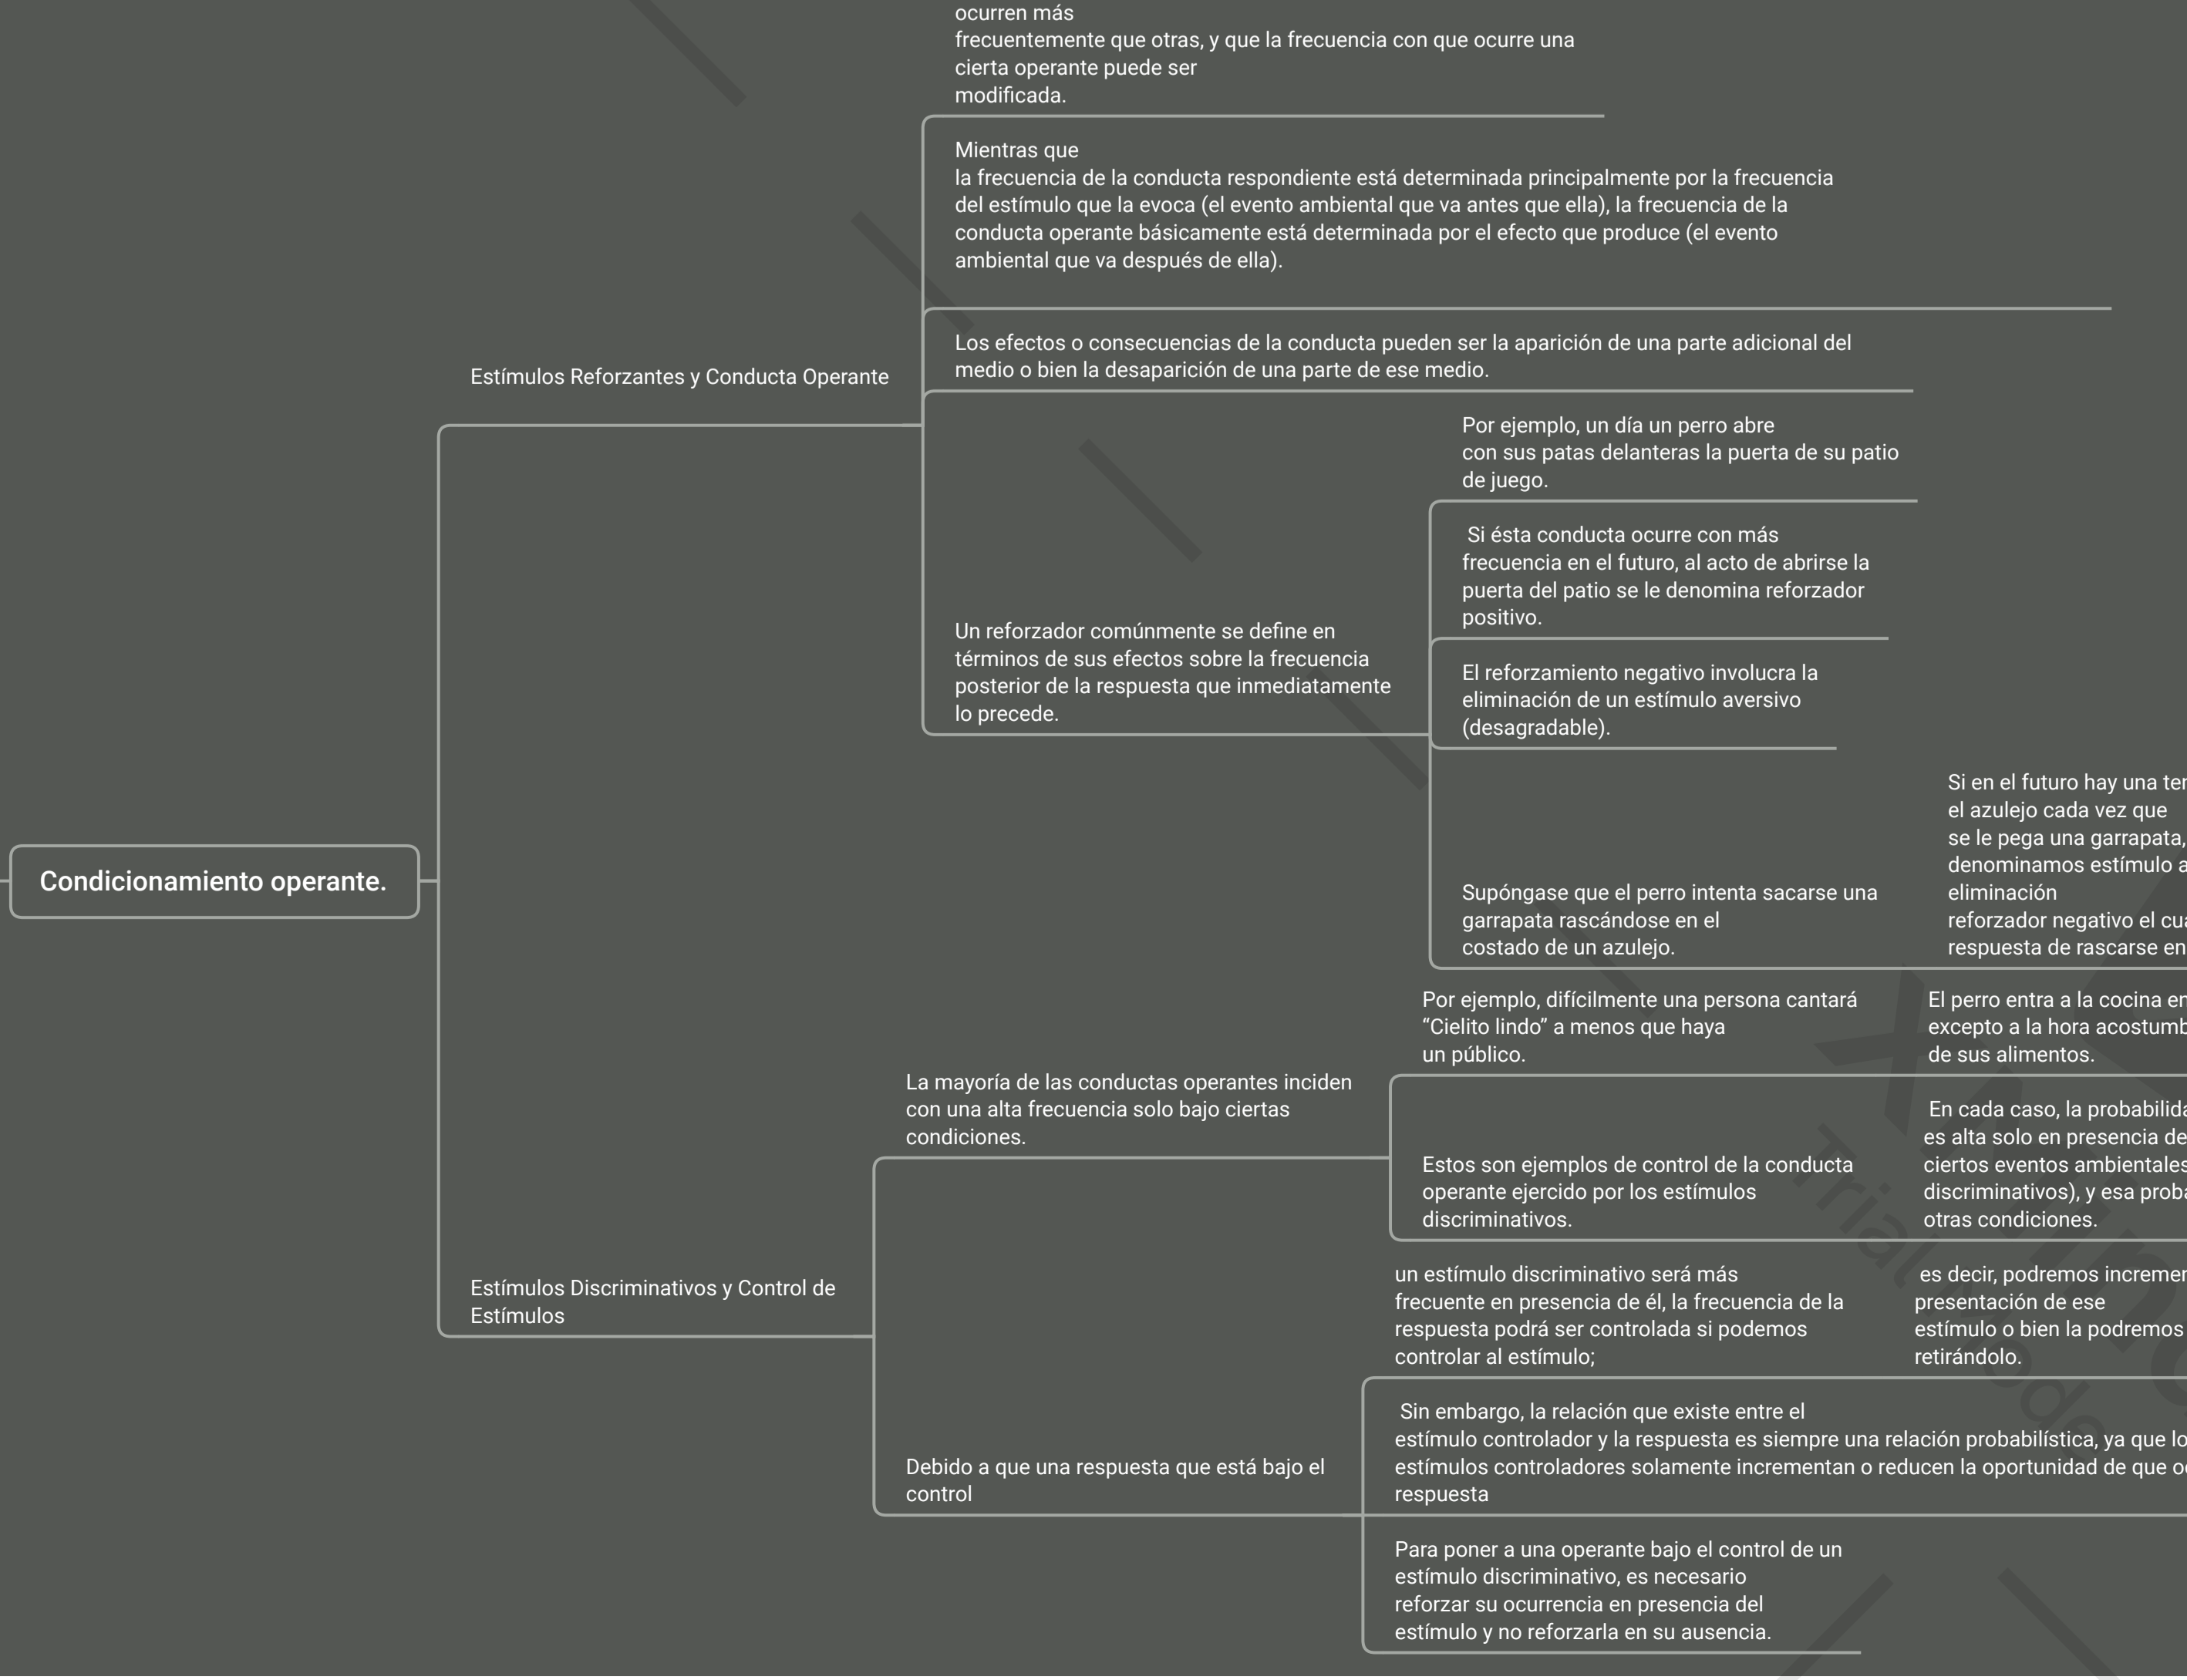 ocurren más
frecuentemente que otras, y que la frecuencia con que ocurre una
cierta operante puede ser
modificada.
Mientras que
la frecuencia de la conducta respondiente está determinada principalmente por la frecuencia
del estímulo que la evoca (el evento ambiental que va antes que ella), la frecuencia de la
conducta operante básicamente está determinada por el efecto que produce (el evento
ambiental que va después de ella).
Los efectos o consecuencias de la conducta pueden ser la aparición de una parte adicional del
medio o bien la desaparición de una parte de ese medio.
Estímulos Reforzantes y Conducta Operante
Por ejemplo, un día un perro abre
con sus patas delanteras la puerta de su patio
de juego.
Si ésta conducta ocurre con más
frecuencia en el futuro, al acto de abrirse la
puerta del patio se le denomina reforzador
positivo.
Un reforzador comúnmente se define en
términos de sus efectos sobre la frecuencia
posterior de la respuesta que inmediatamente
lo precede.
El reforzamiento negativo involucra la
eliminación de un estímulo aversivo
(desagradable).
Si en el futuro hay una
el azulejo cada vez que
se le pega una garrapata,
denominamos estímulo
eliminación
reforzador negativo el
respuesta de rascarse en
Supóngase que el perro intenta sacarse una
garrapata rascándose en el
costado de un azulejo.
Condicionamiento operante.
Por ejemplo, difícilmente una persona cantará
“Cielito lindo” a menos que haya
un público.
El perro entra a la cocina
excepto a la hora
de sus alimentos.
La mayoría de las conductas operantes inciden
con una alta frecuencia solo bajo ciertas
condiciones.
En cada caso, la
es alta solo en presencia de
ciertos eventos ambientales
discriminativos), y esa
otras condiciones.
Estos son ejemplos de control de la conducta
operante ejercido por los estímulos
discriminativos.
Estímulos Discriminativos y Control de
Estímulos
un estímulo discriminativo será más
frecuente en presencia de él, la frecuencia de la
respuesta podrá ser controlada si podemos
controlar al estímulo;
es decir, podremos
presentación de ese
estímulo o bien la podremos
retirándolo.
Sin embargo, la relación que existe entre el
estímulo controlador y la respuesta es siempre una relación probabilística, ya que
estímulos controladores solamente incrementan o reducen la oportunidad de que
respuesta
Debido a que una respuesta que está bajo el
control
Para poner a una operante bajo el control de un
estímulo discriminativo, es necesario
reforzar su ocurrencia en presencia del
estímulo y no reforzarla en su ausencia.
Trial Mode